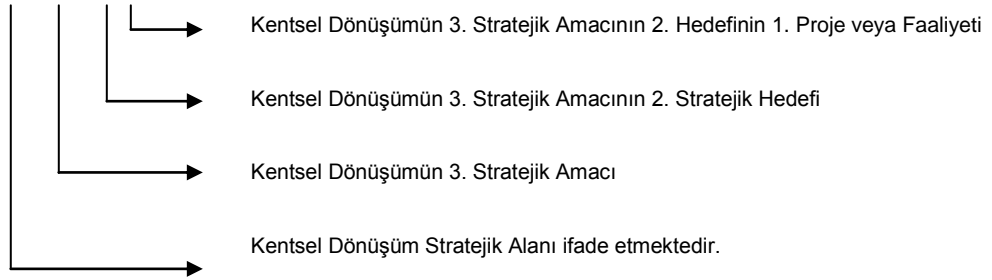 Kentsel Dönüşümün 3. Stratejik Amacının 2. Hedefinin 1. Proje veya Faaliyeti
Kentsel Dönüşümün 3. Stratejik Amacının 2. Stratejik Hedefi
Kentsel Dönüşümün 3. Stratejik Amacı
Kentsel Dönüşüm Stratejik Alanı ifade etmektedir.